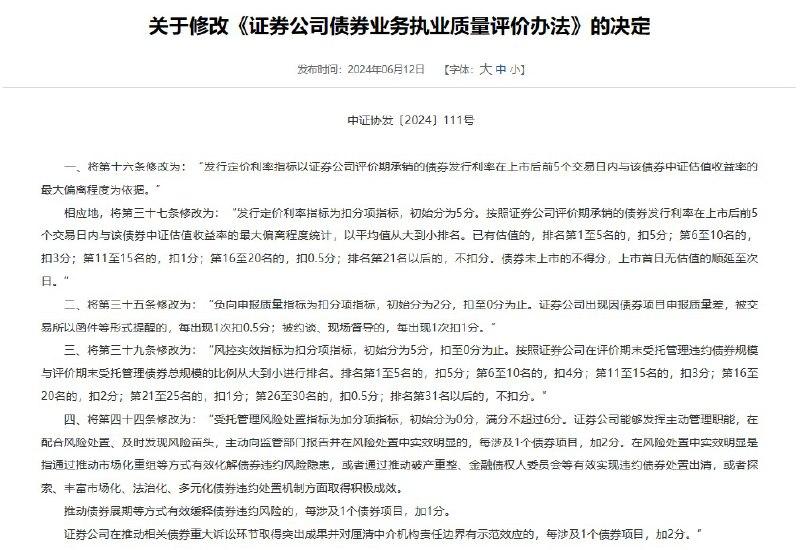 关于修改《证券公司债券业务执业质量评价办法》的决定
发布时间：2024年06月12日 【字体：大 中 小】
中证协发〔2024〕111号
一、将第十六条修改为：“发行定价利率指标以证券公司评价期承销的债券发行利率在上市后前5个交易日内与该债券中证估值收益率的
最大偏离程度为依据。”
相应地，将第三十七条修改为：“发行定价利率指标为扣分项指标，初始分为5分。按照证券公司评价期承销的债券发行利率在上市后前5
个交易日内与该债券中证估值收益率的最大偏离程度统计，以平均值从大到小排名。已有估值的，排名第1至5名的，扣5分；第6至10名的，
扣3分；第11至15名的，扣1分；第16至20名的，扣0.5分；排名第21名以后的，不扣分。债券未上市的不得分，上市首日无估值的顺延至次
日。”
二、将第三十五条修改为：“负向申报质量指标为扣分项指标，初始分为2分，扣至0分为止。证券公司出现因债券项目申报质量差，被交
易所以函件等形式提醒的，每出现1次扣0.5分；被约谈、现场督导的，每出现1次扣1分。”
三、将第三十九条修改为：“风控实效指标为扣分项指标，初始分为5分，扣至0分为止。按照证券公司在评价期末受托管理违约债券规模
与评价期末受托管理债券总规模的比例从大到小进行排名。排名第1至5名的，扣5分；第6至10名的，扣4分；第11至15名的，扣3分；第16至
20名的，扣2分；第21至25名的，扣1分；第26至30名的，扣0.5分；排名第31名以后的，不扣分。”
四、将第四十四条修改为：“受托管理风险处置指标为加分项指标，初始分为0分，满分不超过6分。证券公司能够发挥主动管理职能，在
配合风险处置、及时发现风险苗头，主动向监管部门报告并在风险处置中实效明显的，每涉及1个债券项目，加2分。在风险处置中实效明显是
指通过推动市场化重组等方式有效化解债券违约风险隐患，或者通过推动破产重整、金融债权人委员会等有效实现违约债券处置出清，或者探
索、丰富市场化、法治化、多元化债券违约处置机制方面取得积极成效。
推动债券展期等方式有效缓释债券违约风险的，每涉及1个债券项目，加1分。
证券公司在推动相关债券重大诉讼环节取得突出成果并对厘清中介机构责任边界有示范效应的，每涉及1个债券项目，加2分。”